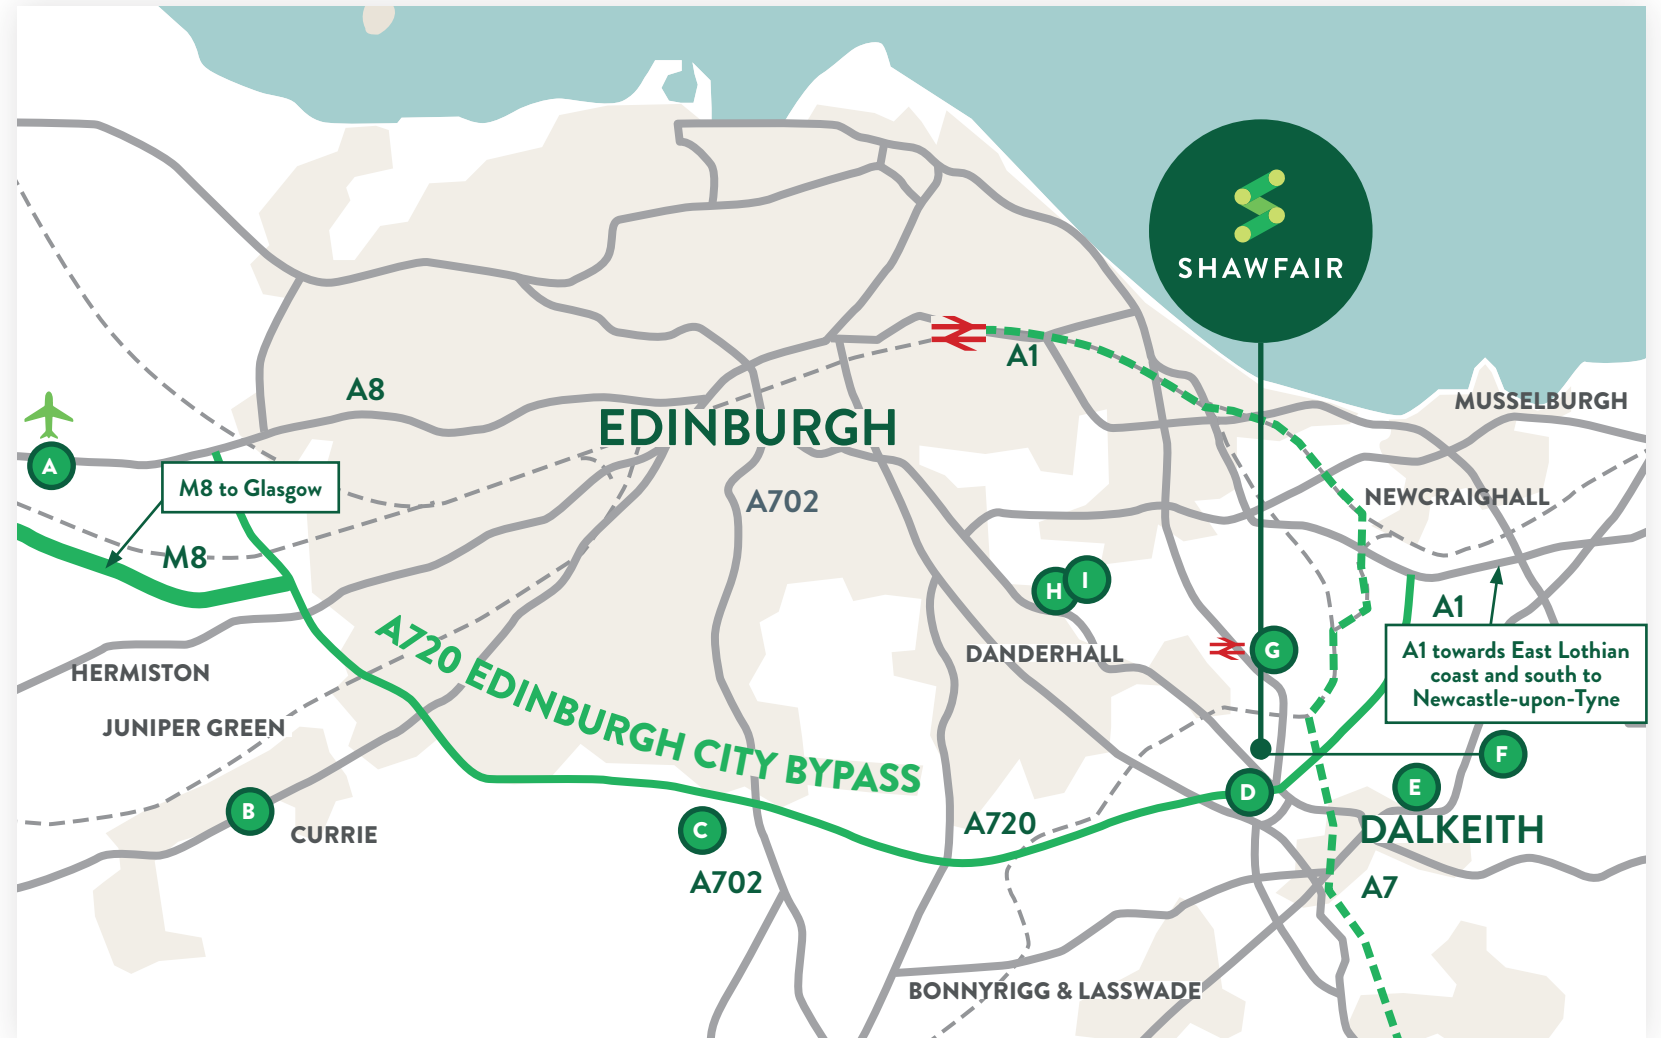 SHAWFAIR
A1
A8
MUSSELBURGH
EDINBURGH
A
M8 to Glasgow
A702
NEWCRAIGHALL
M8
H
I
A1
A720 EDINBURGH CITY BYPASS
DANDERHALL
G
A1 towards East Lothian
coast and south to
Newcastle-upon-Tyne
HERMISTON
JUNIPER GREEN
F
D
E
B
CURRIE
C
A720
DALKEITH
A702
A7
BONNYRIGG & LASSWADE